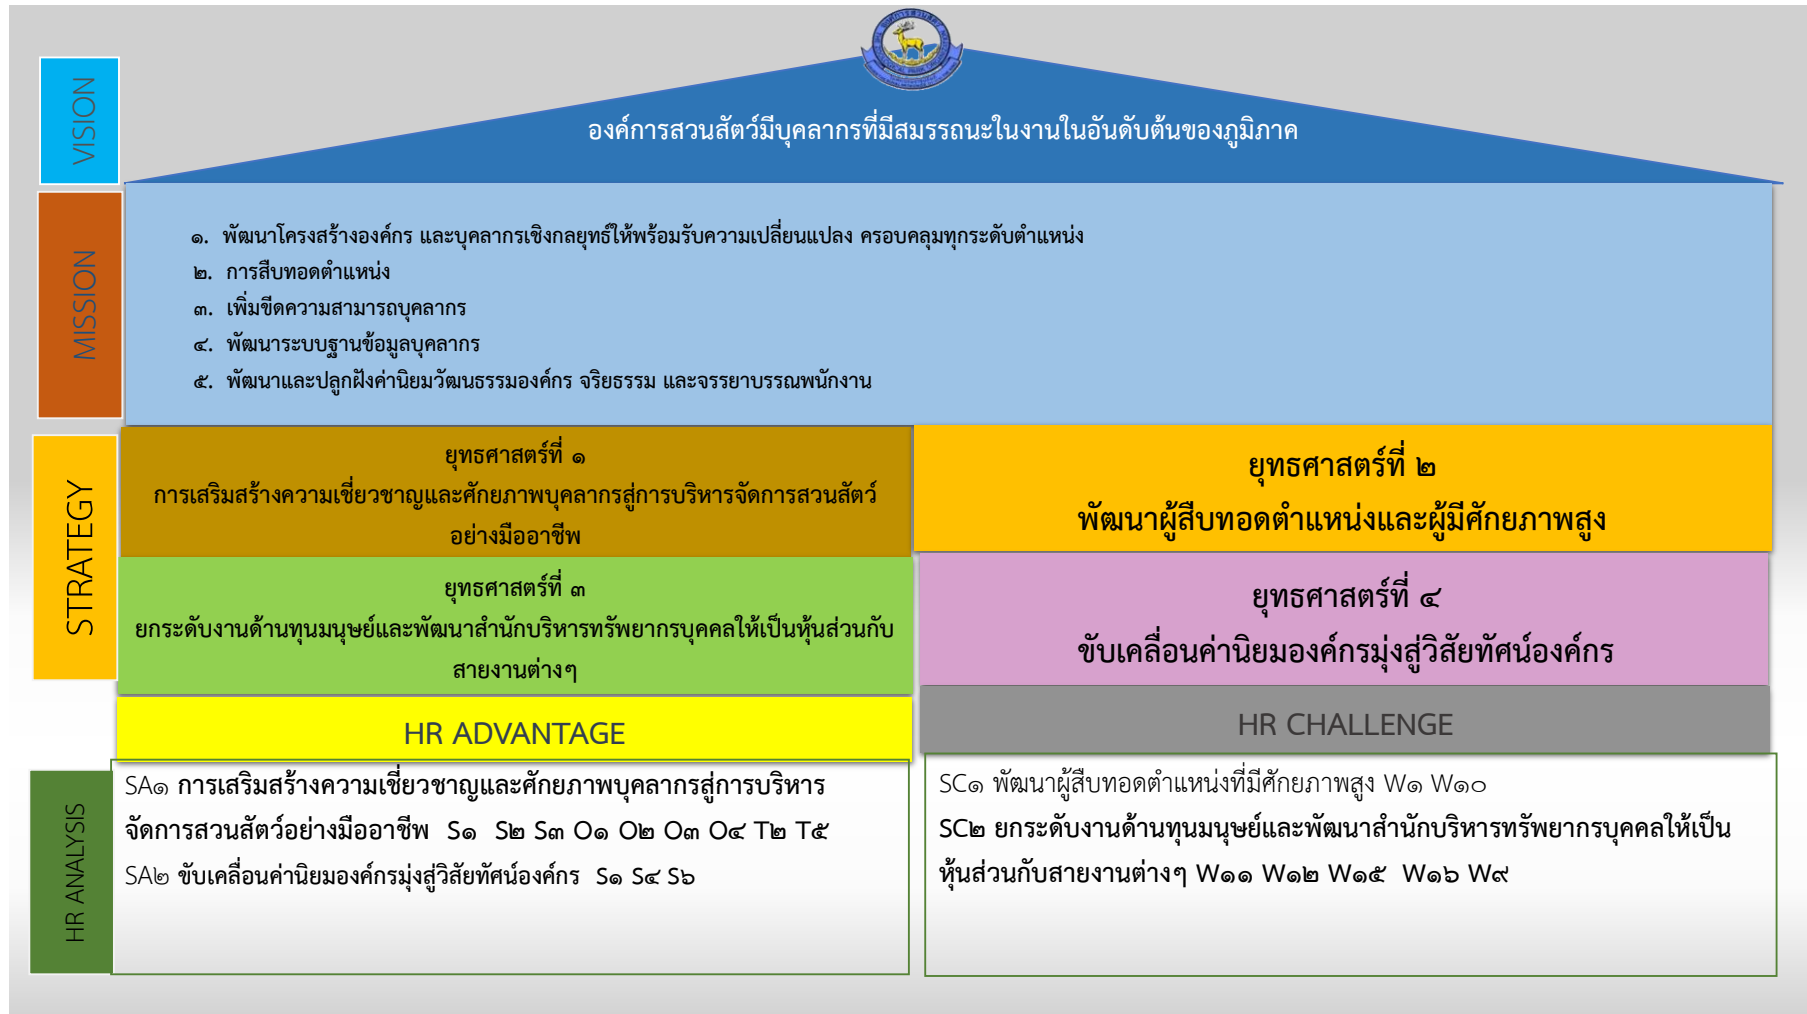 VISION
องค์การสวนสัตว์มีบุคลากรที่มีสมรรถนะในงานในอันดับต้นของภูมิภาค
MISSION
๑. พัฒนาโครงสร้างองค์กร และบุคลากรเชิงกลยุทธ์ให้พร้อมรับความเปลี่ยนแปลง ครอบคลุมทุกระดับตำแหน่ง
๒. การสืบทอดตำแหน่ง
๓. เพิ่มขีดความสามารถบุคลากร
๔. พัฒนาระบบฐานข้อมูลบุคลากร
๕. พัฒนาและปลูกฝังค่านิยมวัฒนธรรมองค์กร จริยธรรม และจรรยาบรรณพนักงาน
STRATEGY
ยุทธศาสตร์ที่ ๑
การเสริมสร้างความเชี่ยวชาญและศักยภาพบุคลากรสู่การบริหารจัดการสวนสัตว์
อย่างมืออาชีพ
ยุทธศาสตร์ที่ ๒
พัฒนาผู้สืบทอดตำแหน่งและผู้มีศักยภาพสูง
ยุทธศาสตร์ที่ ๓
ยกระดับงานด้านทุนมนุษย์และพัฒนาสำนักบริหารทรัพยากรบุคคลให้เป็นหุ้นส่วนกับ
สายงานต่างๆ
ยุทธศาสตร์ที่ ๔
ขับเคลื่อนค่านิยมองค์กรมุ่งสู่วิสัยทัศน์องค์กร
HR ADVANTAGE
HR CHALLENGE
HR ANALYSIS
SA๑ การเสริมสร้างความเชี่ยวชาญและศักยภาพบุคลากรสู่การบริหาร
จัดการสวนสัตว์อย่างมืออาชีพ S๑ S๒ S๓ O๑ O๒ O๓ O๔ T๒ T๕
SA๒ ขับเคลื่อนค่านิยมองค์กรมุ่งสู่วิสัยทัศน์องค์กร S๑ S๔ S๖
SC๑ พัฒนาผู้สืบทอดตำแหน่งที่มีศักยภาพสูง W๑ W๑๐
SC๒ ยกระดับงานด้านทุนมนุษย์และพัฒนาสำนักบริหารทรัพยากรบุคคลให้เป็น
หุ้นส่วนกับสายงานต่างๆ W๑๑ W๑๒ W๑๕ W๑๖ W๙